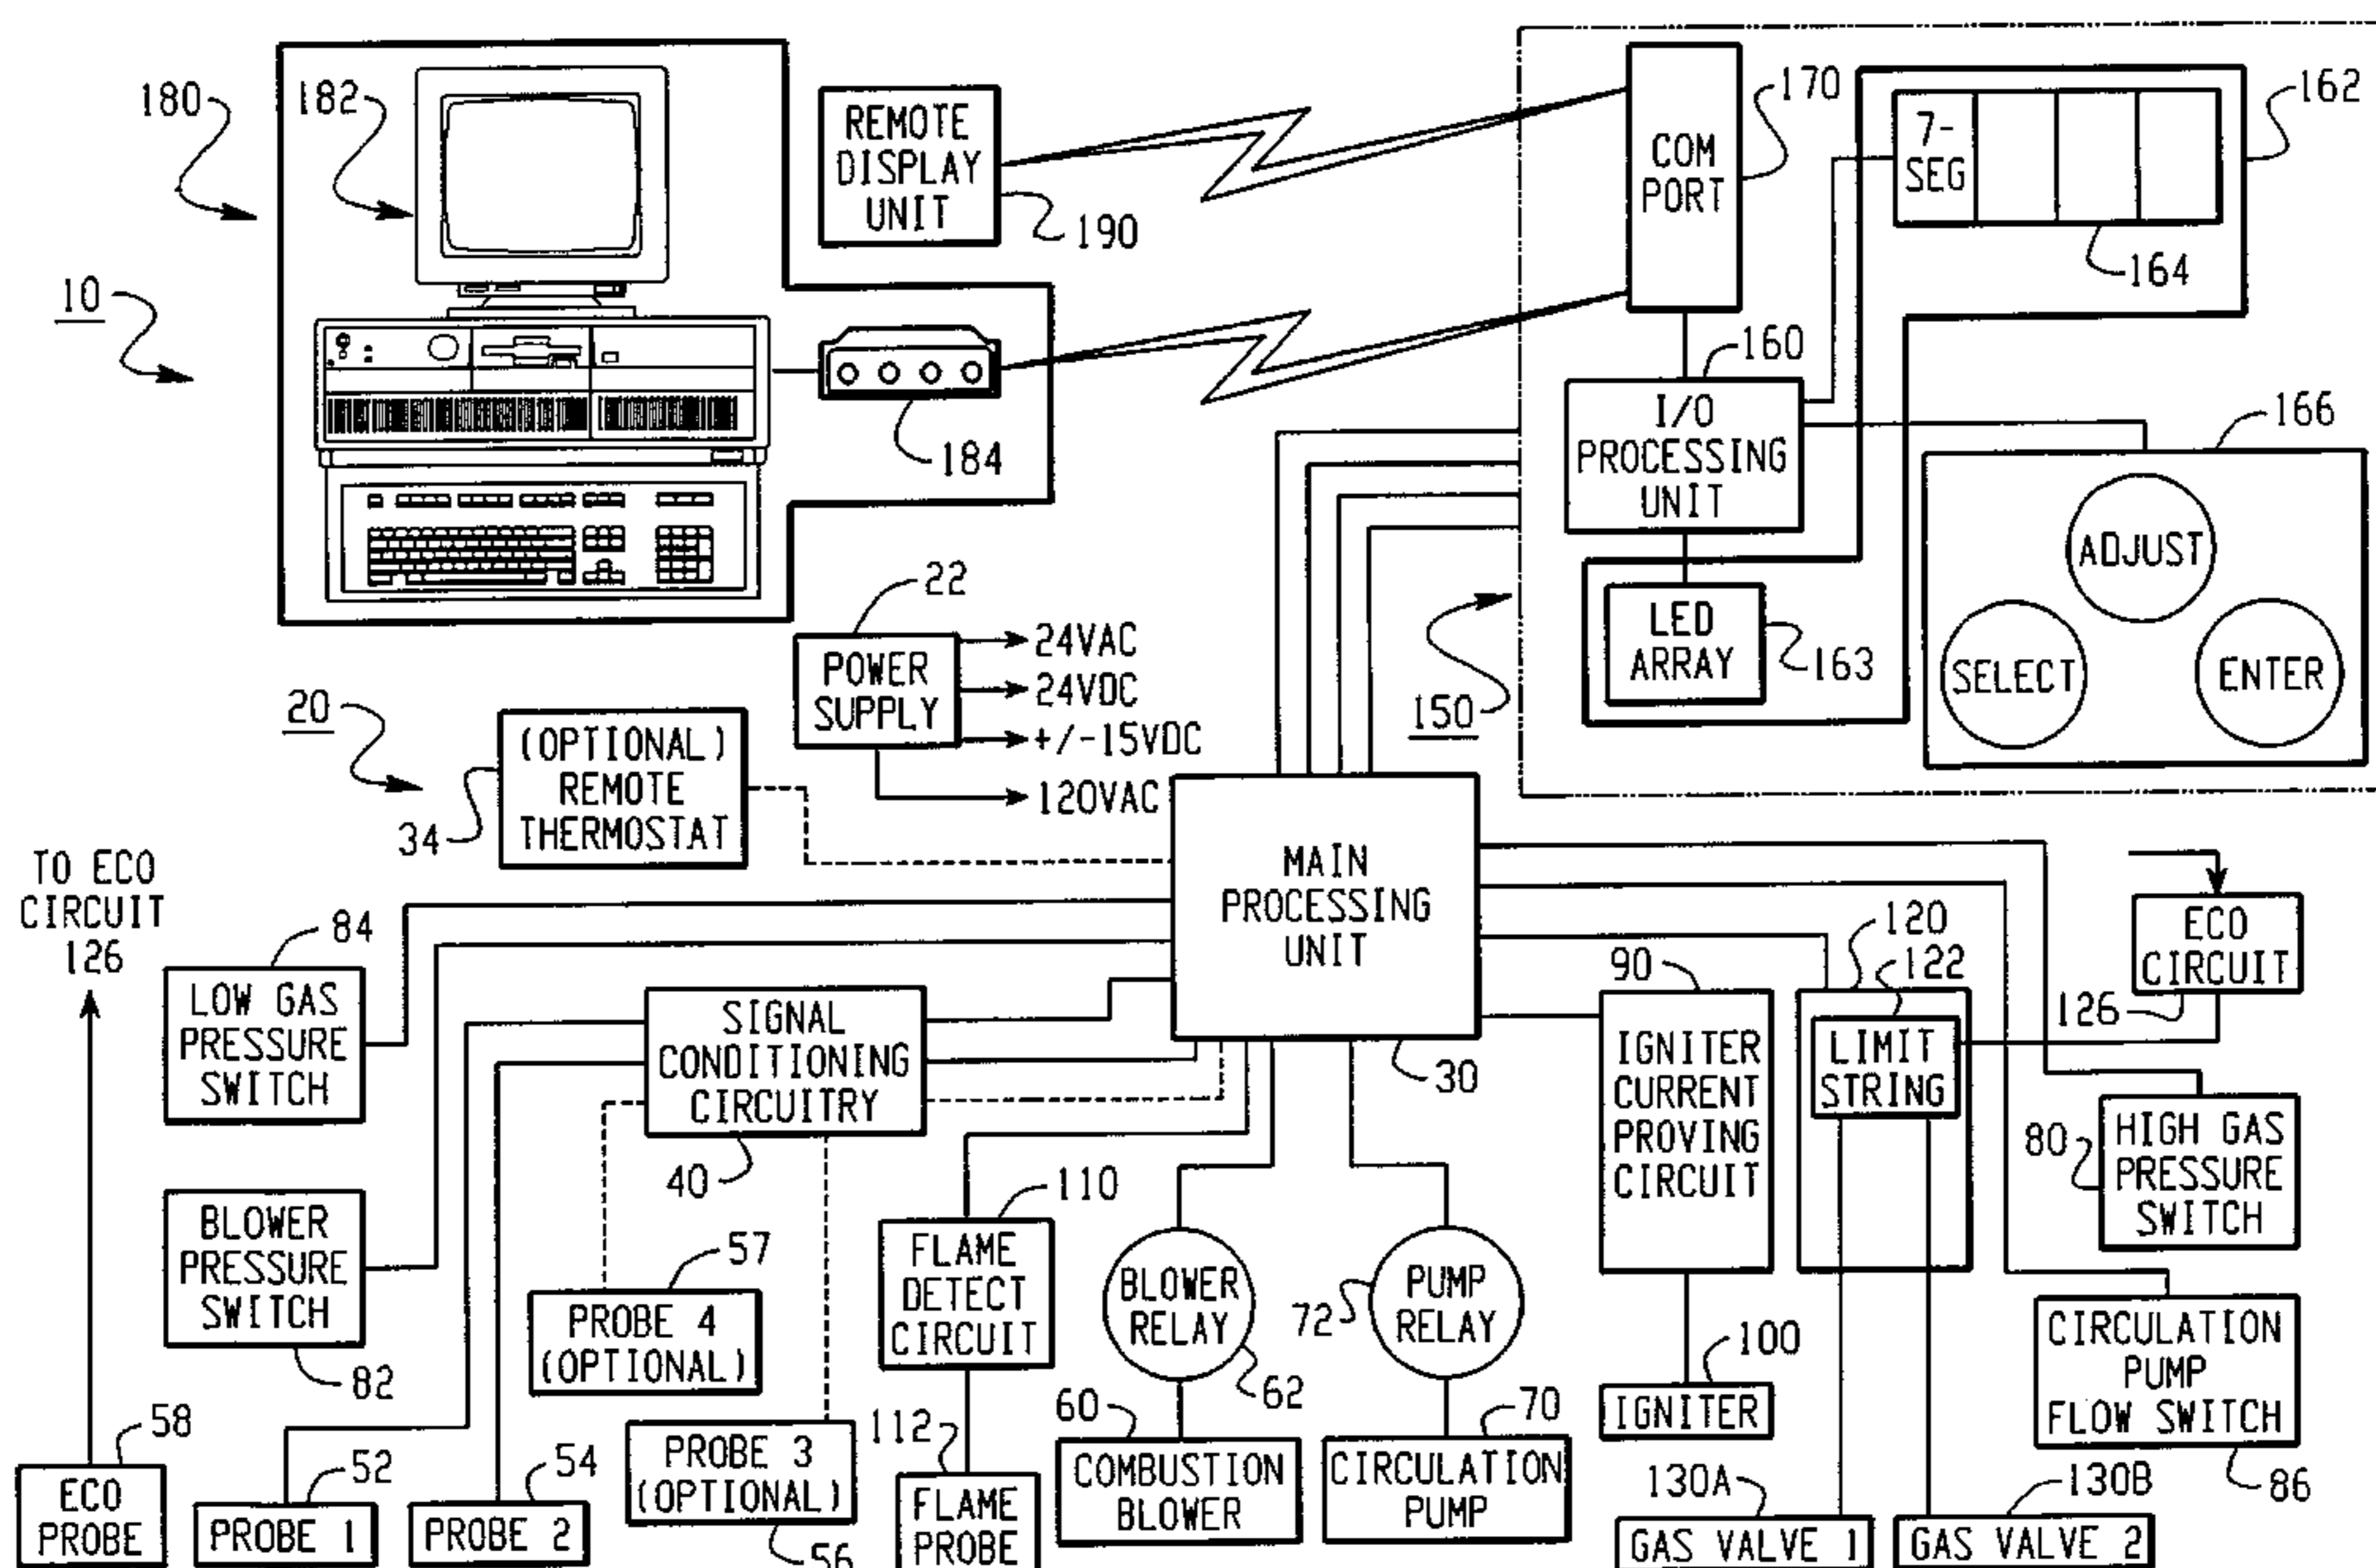 180
182
10
REMOTE
DISPLAY
UNIT
190
184
COM
PORT
170
7-
SEG
162
164
160
I/O
PROCESSING
UNIT
166
ADJUST
SELECT
ENTER
LED
ARRAY
163
150
22
POWER
SUPPLY
24VAC
24VDC
+/-15VDC
120VAC
20
(OPTIONAL)
REMOTE
THERMOSTAT
34
MAIN
PROCESSING
UNIT
30
TO ECO
CIRCUIT
126
84
LOW GAS
PRESSURE
SWITCH
SIGNAL
CONDITIONING
CIRCUITRY
40
90
IGNITER
CURRENT
PROVING
CIRCUIT
120
122
LIMIT
STRING
ECO
CIRCUIT
126
80
HIGH GAS
PRESSURE
SWITCH
BLOWER
PRESSURE
SWITCH
82
57
PROBE 4
(OPTIONAL)
110
FLAME
DETECT
CIRCUIT
BLOWER
RELAY
62
72
PUMP
RELAY
100
IGNITER
CIRCULATION
PUMP
FLOW SWITCH
86
58
ECO
PROBE
52
PROBE 1
54
PROBE 2
PROBE 3
(OPTIONAL)
56
112
FLAME
PROBE
60
COMBUSTION
BLOWER
70
CIRCULATION
PUMP
130A
GAS VALVE 1
130B
GAS VALVE 2